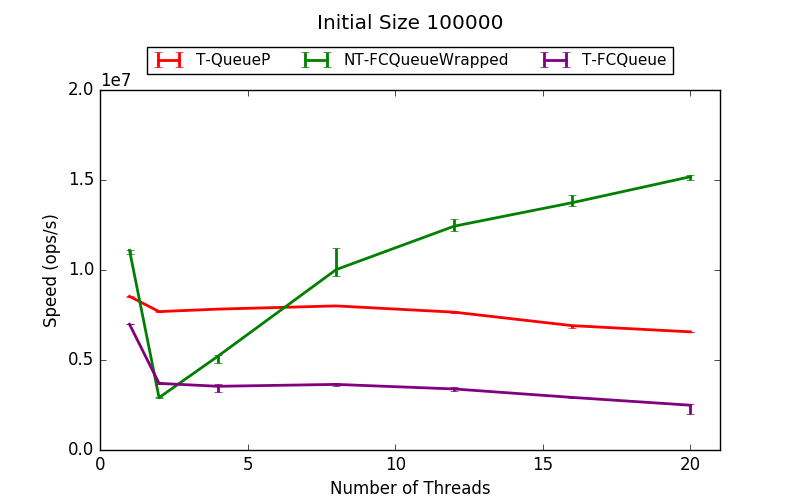 Initial Size 100000
T-QueueP NT-FCQueueWrapped T-FCQueue
1e7
2.0
1.5
1.0
0.5
0.0
Speed (ops/s)
0 5 10 15 20
Number of Threads